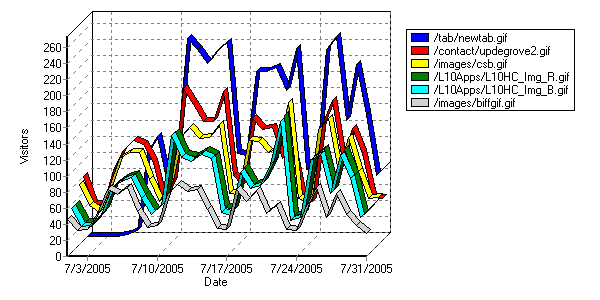 260
240
220
200
180
160
140
120
100
80
60
40
20
0
Visitors
7/3/2005
7/10/2005
7/17/2005
7/24/2005
7/31/2005
Date
/tab/newtab.gif
/contact/updegrove2.gif
/images/csb.gif
/L10Apps/L10HC_Img_R.gif
/L10Apps/L10HC_Img_B.gif
/images/biffgif.gif